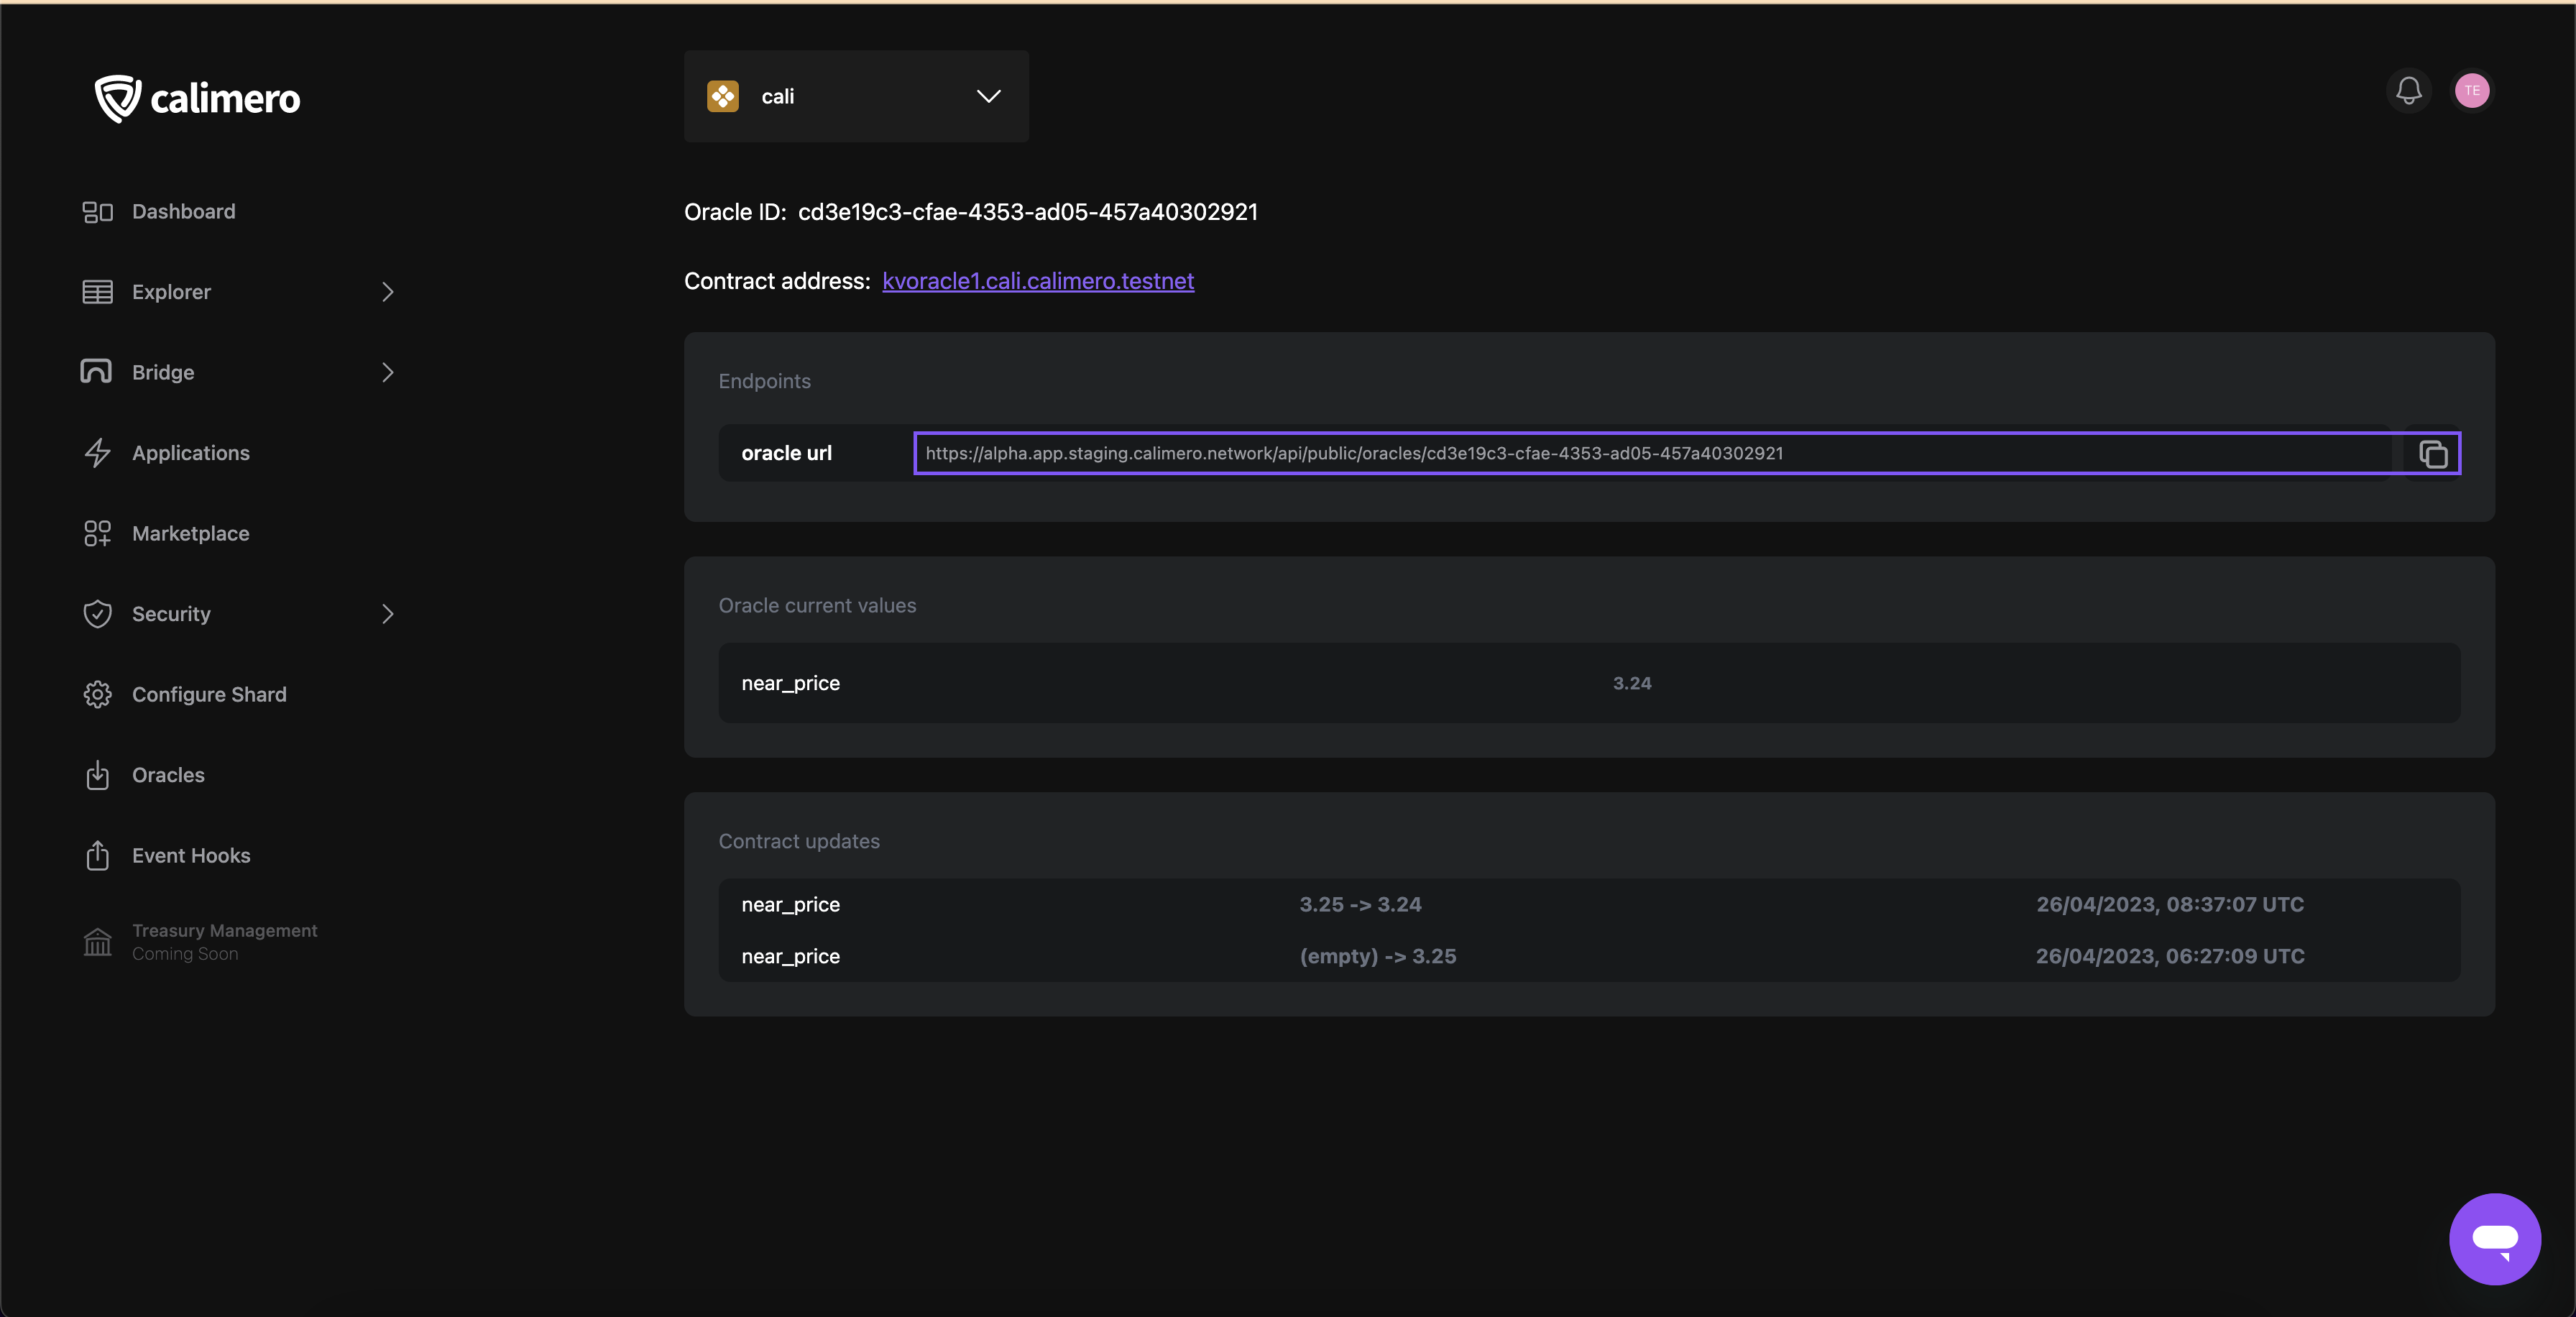 calimero
cali
TE
Dashboard
Explorer
Bridge
Applications
Marketplace
Security
Configure Shard
Oracles
Event Hooks
Treasury Management
Coming Soon
Oracle ID: cd3e19c3-cfae-4353-ad05-457a40302921
Contract address: kvoracle1.cali.calimero.testnet
Endpoints
oracle url https://alpha.app.staging.calimero.network/api/public/oracles/cd3e19c3-cfae-4353-ad05-457a40302921
Oracle current values
near_price 3.24
Contract updates
near_price 3.25 -> 3.24 26/04/2023, 08:37:07 UTC
near_price (empty) -> 3.25 26/04/2023, 06:27:09 UTC